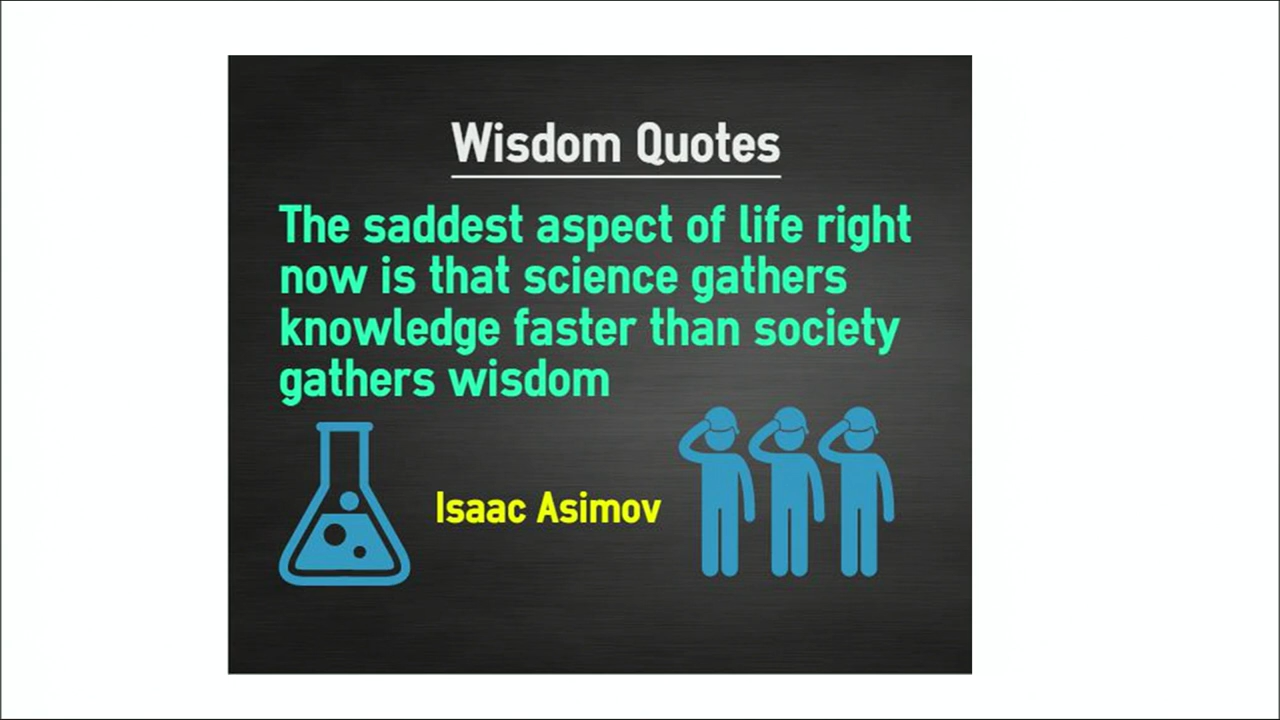 Wisdom Quotes
The saddest aspect of life right
now is that science gathers
knowledge faster than society
gathers wisdom
Isaac Asimov